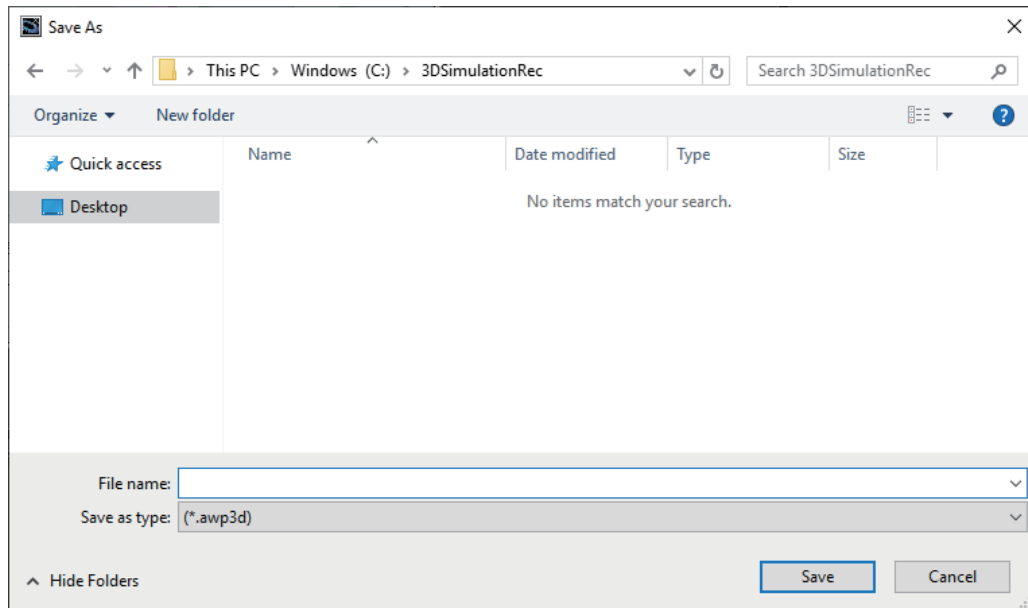 Save As
This PC > Windows (C:) > 3DSimulationRec
Search 3DSimulationRec
Organize
New folder
?
Quick access
Desktop
Name
Date modified
Type
Size
No items match your search.
File name:
Save as type: (*.awp3d)
Hide Folders
Save
Cancel